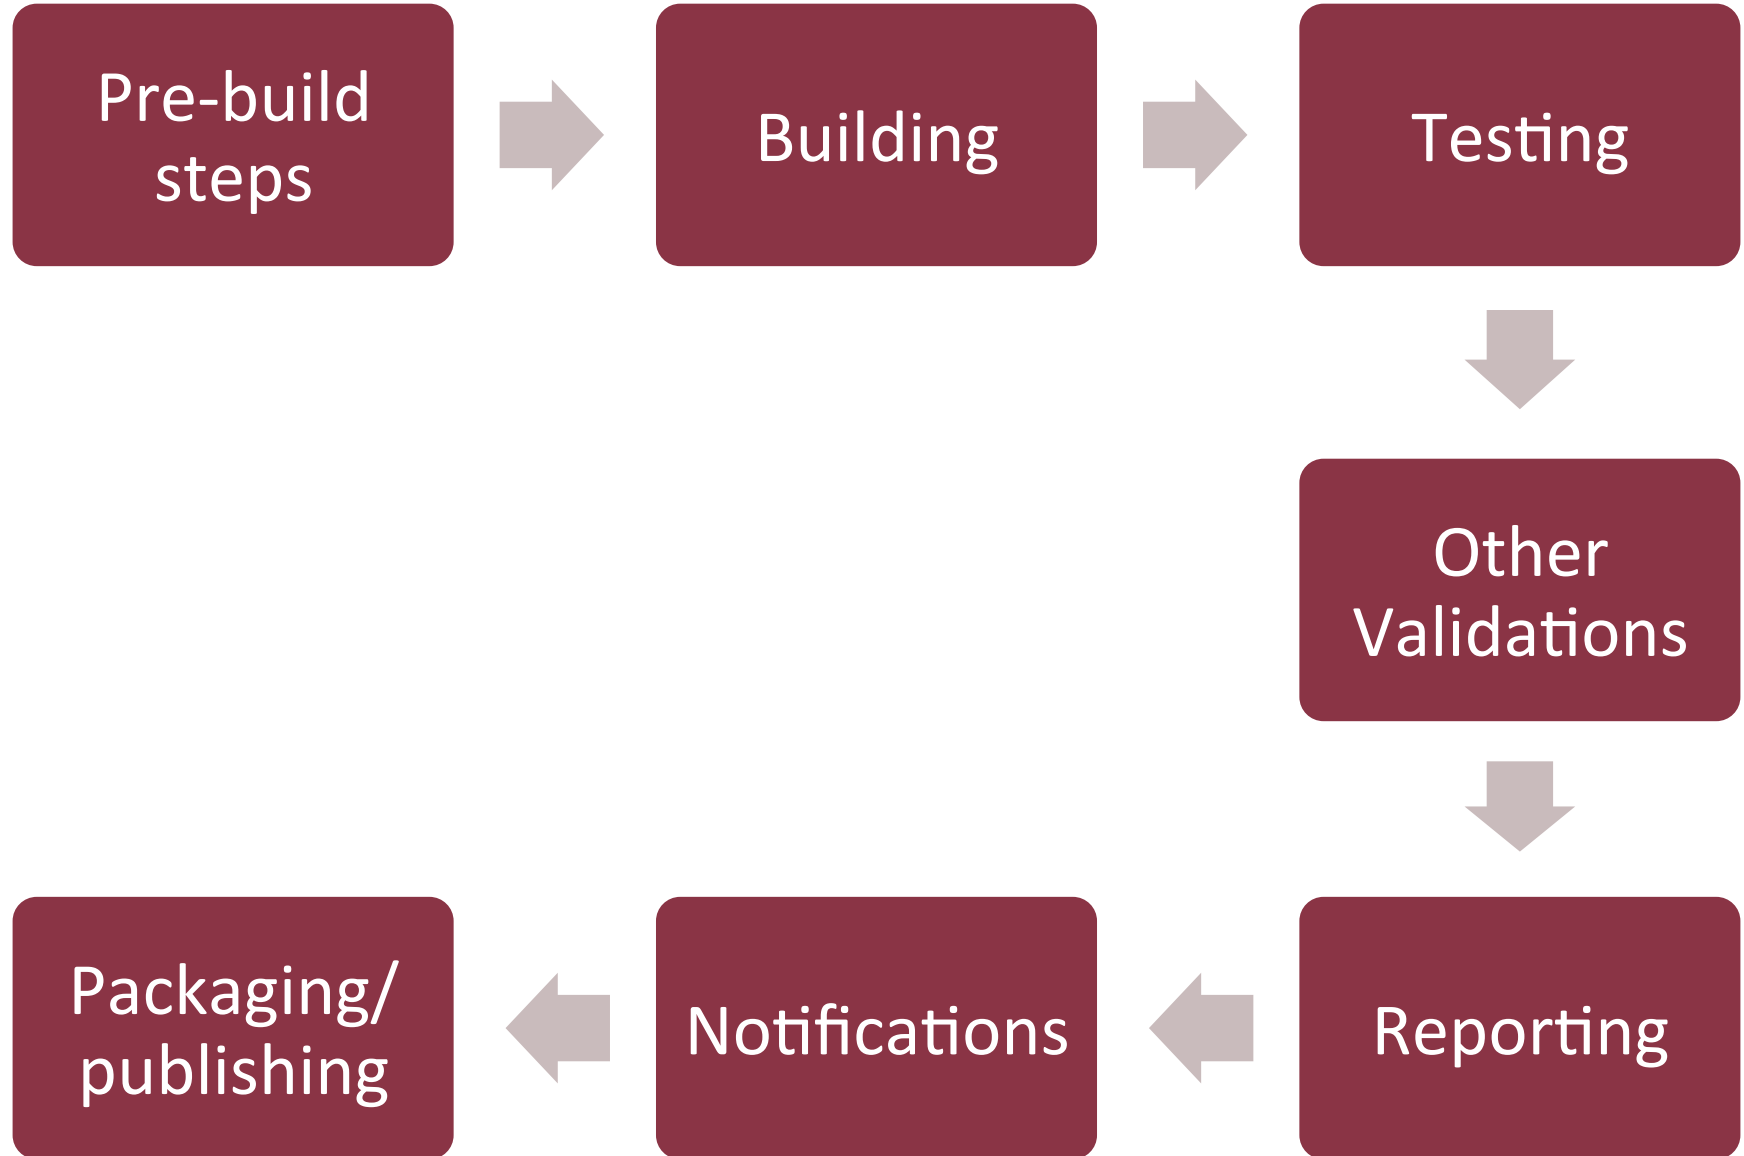 Pre-build
steps
Building
Testing
Other
Validations
Reporting
Notifications
Packaging/
publishing